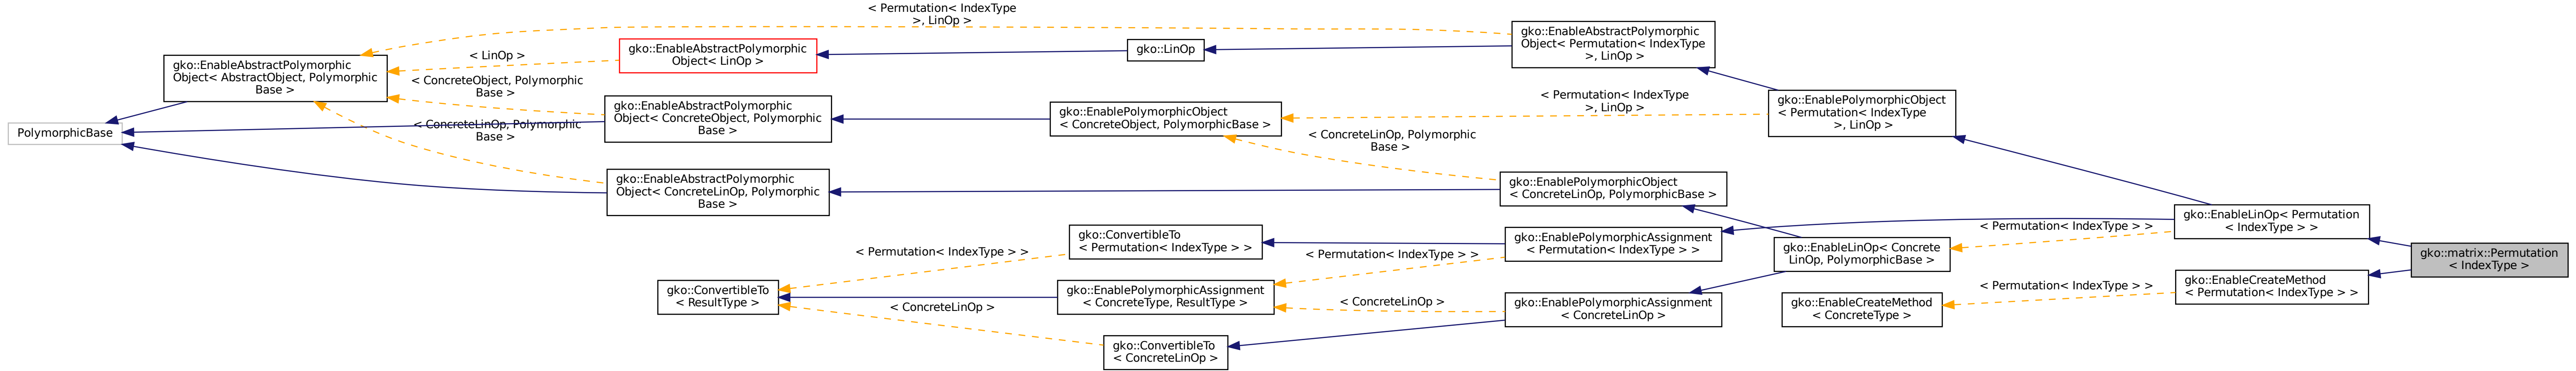 PolymorphicBase
gko::EnableAbstractPolymorphic
Object< AbstractObject, Polymorphic
Base >
< Permutation< IndexType
>, LinOp >
< LinOp >
< ConcreteObject, Polymorphic
Base >
< ConcreteLinOp, Polymorphic
Base >
gko::EnableAbstractPolymorphic
Object< LinOp >
gko::EnableAbstractPolymorphic
Object< ConcreteObject, Polymorphic
Base >
gko::EnableAbstractPolymorphic
Object< ConcreteLinOp, Polymorphic
Base >
gko::ConvertibleTo
< ResultType >
< Permutation< IndexType > >
< ConcreteLinOp >
gko::LinOp
gko::EnablePolymorphicObject
< ConcreteObject, PolymorphicBase >
gko::ConvertibleTo
< Permutation< IndexType > >
gko::EnablePolymorphicAssignment
< ConcreteType, ResultType >
gko::ConvertibleTo
< ConcreteLinOp >
< Permutation< IndexType
>, LinOp >
< ConcreteLinOp, Polymorphic
Base >
< Permutation< IndexType > >
< ConcreteLinOp >
gko::EnableAbstractPolymorphic
Object< Permutation< IndexType
>, LinOp >
gko::EnablePolymorphicObject
< ConcreteLinOp, PolymorphicBase >
gko::EnablePolymorphicAssignment
< Permutation< IndexType > >
gko::EnablePolymorphicAssignment
< ConcreteLinOp >
gko::EnablePolymorphicObject
< Permutation< IndexType
>, LinOp >
gko::EnableLinOp< Concrete
LinOp, PolymorphicBase >
gko::EnableCreateMethod
< ConcreteType >
< Permutation< IndexType > >
< Permutation< IndexType > >
gko::EnableLinOp< Permutation
< IndexType > >
gko::EnableCreateMethod
< Permutation< IndexType > >
gko::matrix::Permutation
< IndexType >